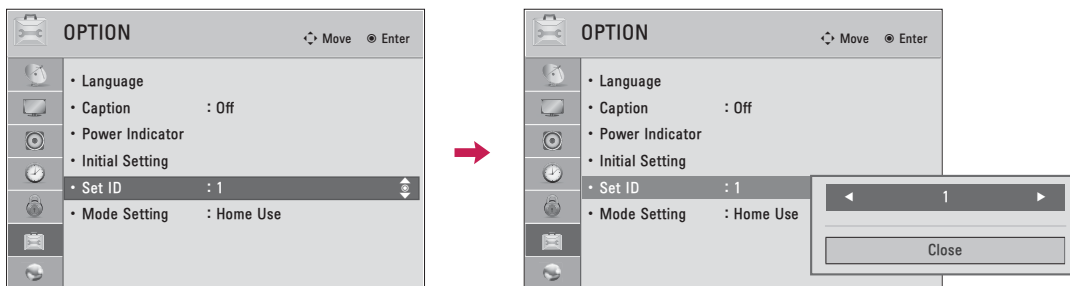 OPTION
Move Enter
• Language
• Caption : Off
• Power Indicator
• Initial Setting
• Set ID : 1
• Mode Setting : Home Use
OPTION
Move Enter
• Language
• Caption : Off
• Power Indicator
• Initial Setting
• Set ID : 1
• Mode Setting : Home Use
◀ 1 ▶
Close